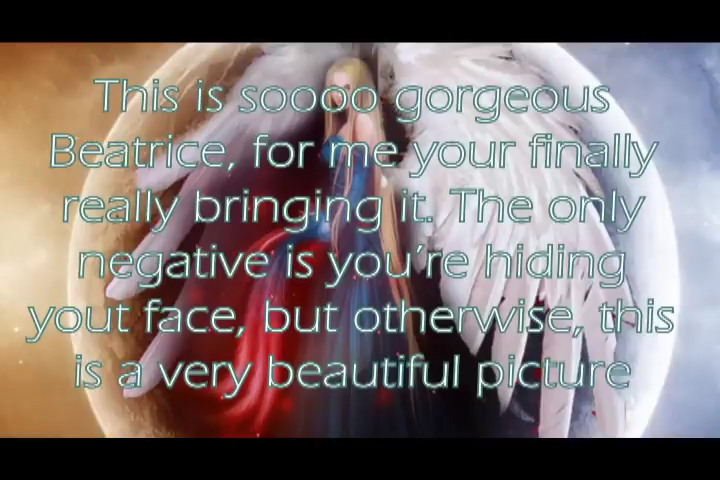 This is soooo gorgeous
Beatrice, for me your finally
really bringing it. The only
negative is you're hiding
yout face, but otherwise, this
is a very beautiful picture